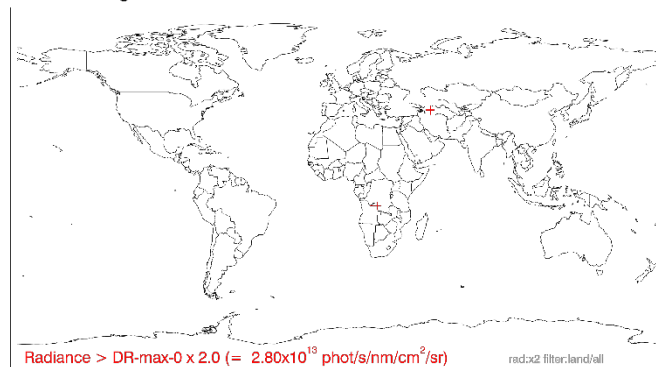 Radiance > DR-max-0 x 2.0 (= 2.80x10¹³ phot/s/nm/cm²/sr)
rad:x2 filter:land/all